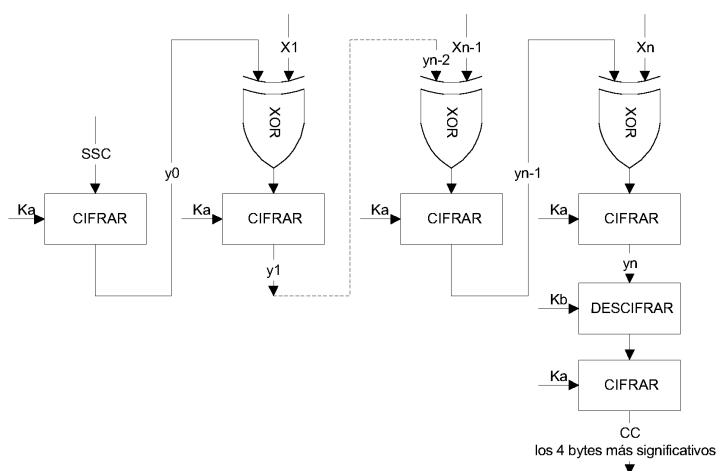 X1
Xn-1
Xn
yn-2
XOR
XOR
XOR
SSC
y0
yn-1
Ka
CIFRAR
Ka
CIFRAR
Ka
CIFRAR
Ka
CIFRAR
y1
yn
Kb
DESCIFRAR
Ka
CIFRAR
CC
los 4 bytes más significativos